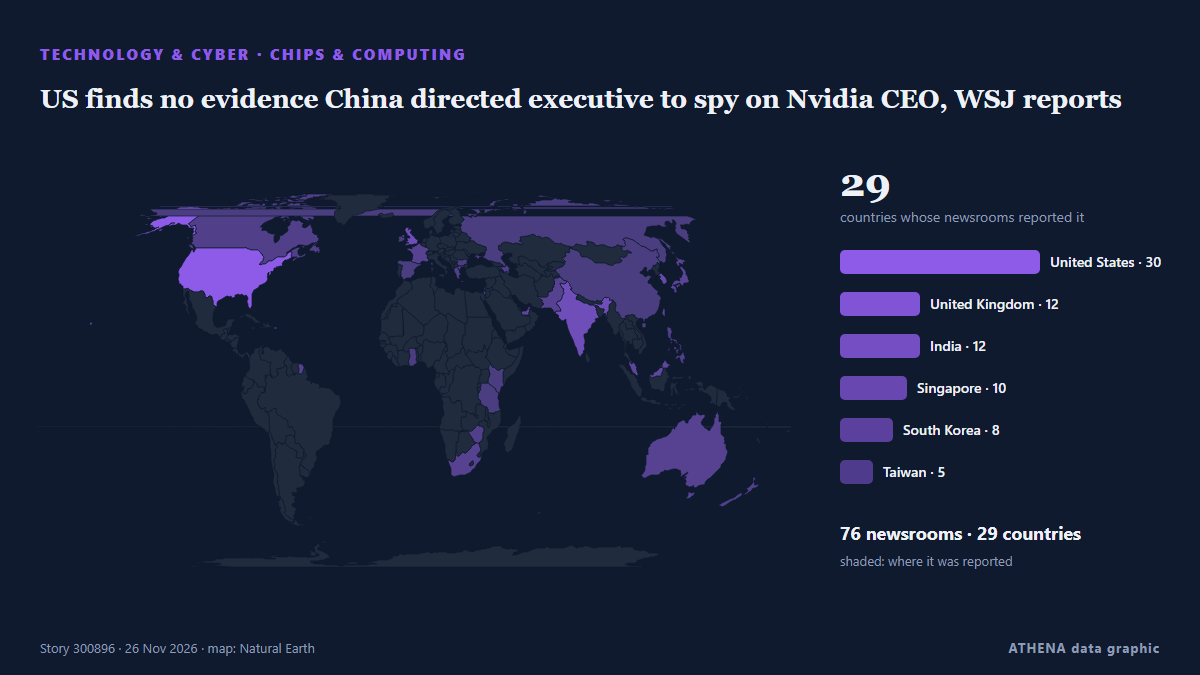 TECHNOLOGY & CYBER · CHIPS & COMPUTING
US finds no evidence China directed executive to spy on Nvidia CEO, WSJ reports
29
countries whose newsrooms reported it
United States · 30
United Kingdom · 12
India · 12
Singapore · 10
South Korea · 8
Taiwan · 5
76 newsrooms · 29 countries
shaded: where it was reported
Story 300896 · 26 Nov 2026 · map: Natural Earth
ATHENA data graphic